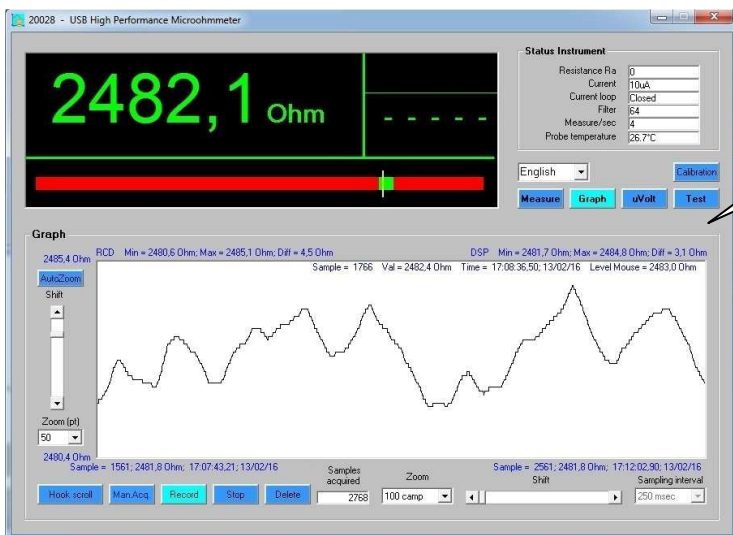 20028 - USB High Performance Microohmmeter
2482,1 Ohm
- - - - -
Status Instrument
Resistance Ra 0
Current 10uA
Current loop Closed
Filter 64
Measure/sec 4
Probe temperature 26.7°C
English
Calibration
Measure Graph uVolt Test
Graph
2485,4 Ohm
RCD Min = 2480,6 Ohm; Max = 2485,1 Ohm; Diff = 4,5 Ohm DSP Min = 2481,7 Ohm; Max = 2484,8 Ohm; Diff = 3,1 Ohm
Sample = 1766 Val = 2482,4 Ohm Time = 17:08:36,50; 13/02/16 Level Mouse = 2483,0 Ohm
AutoZoom
Shift
Zoom (pt)
50
2480,4 Ohm
Sample = 1561; 2481,8 Ohm; 17:07:43,21; 13/02/16 Sample = 2561; 2481,8 Ohm; 17:12:02,90; 13/02/16
Hook scroll Man.Acq. Record Stop Delete
Samples
acquired
2768
Zoom
100 camp
Shift
Sampling interval
250 msec